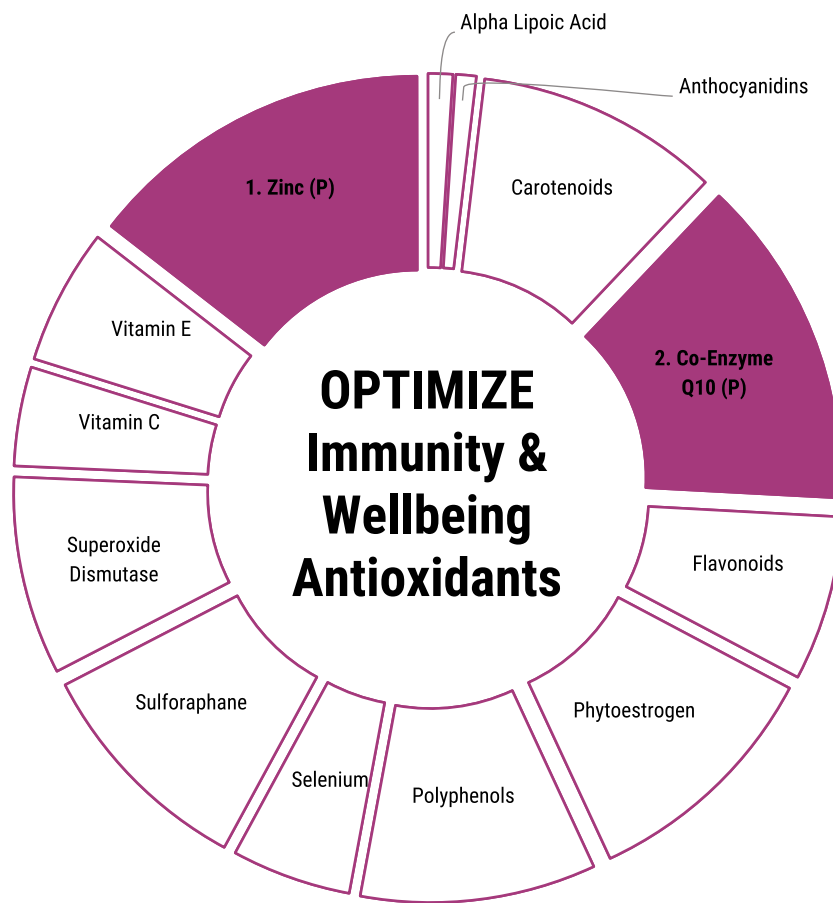 Alpha Lipoic Acid
Anthocyanidins
Carotenoids
1. Zinc (P)
2. Co-Enzyme
Q10 (P)
Vitamin E
Vitamin C
OPTIMIZE
Immunity &
Wellbeing
Antioxidants
Superoxide
Dismutase
Flavonoids
Sulforaphane
Phytoestrogen
Selenium
Polyphenols